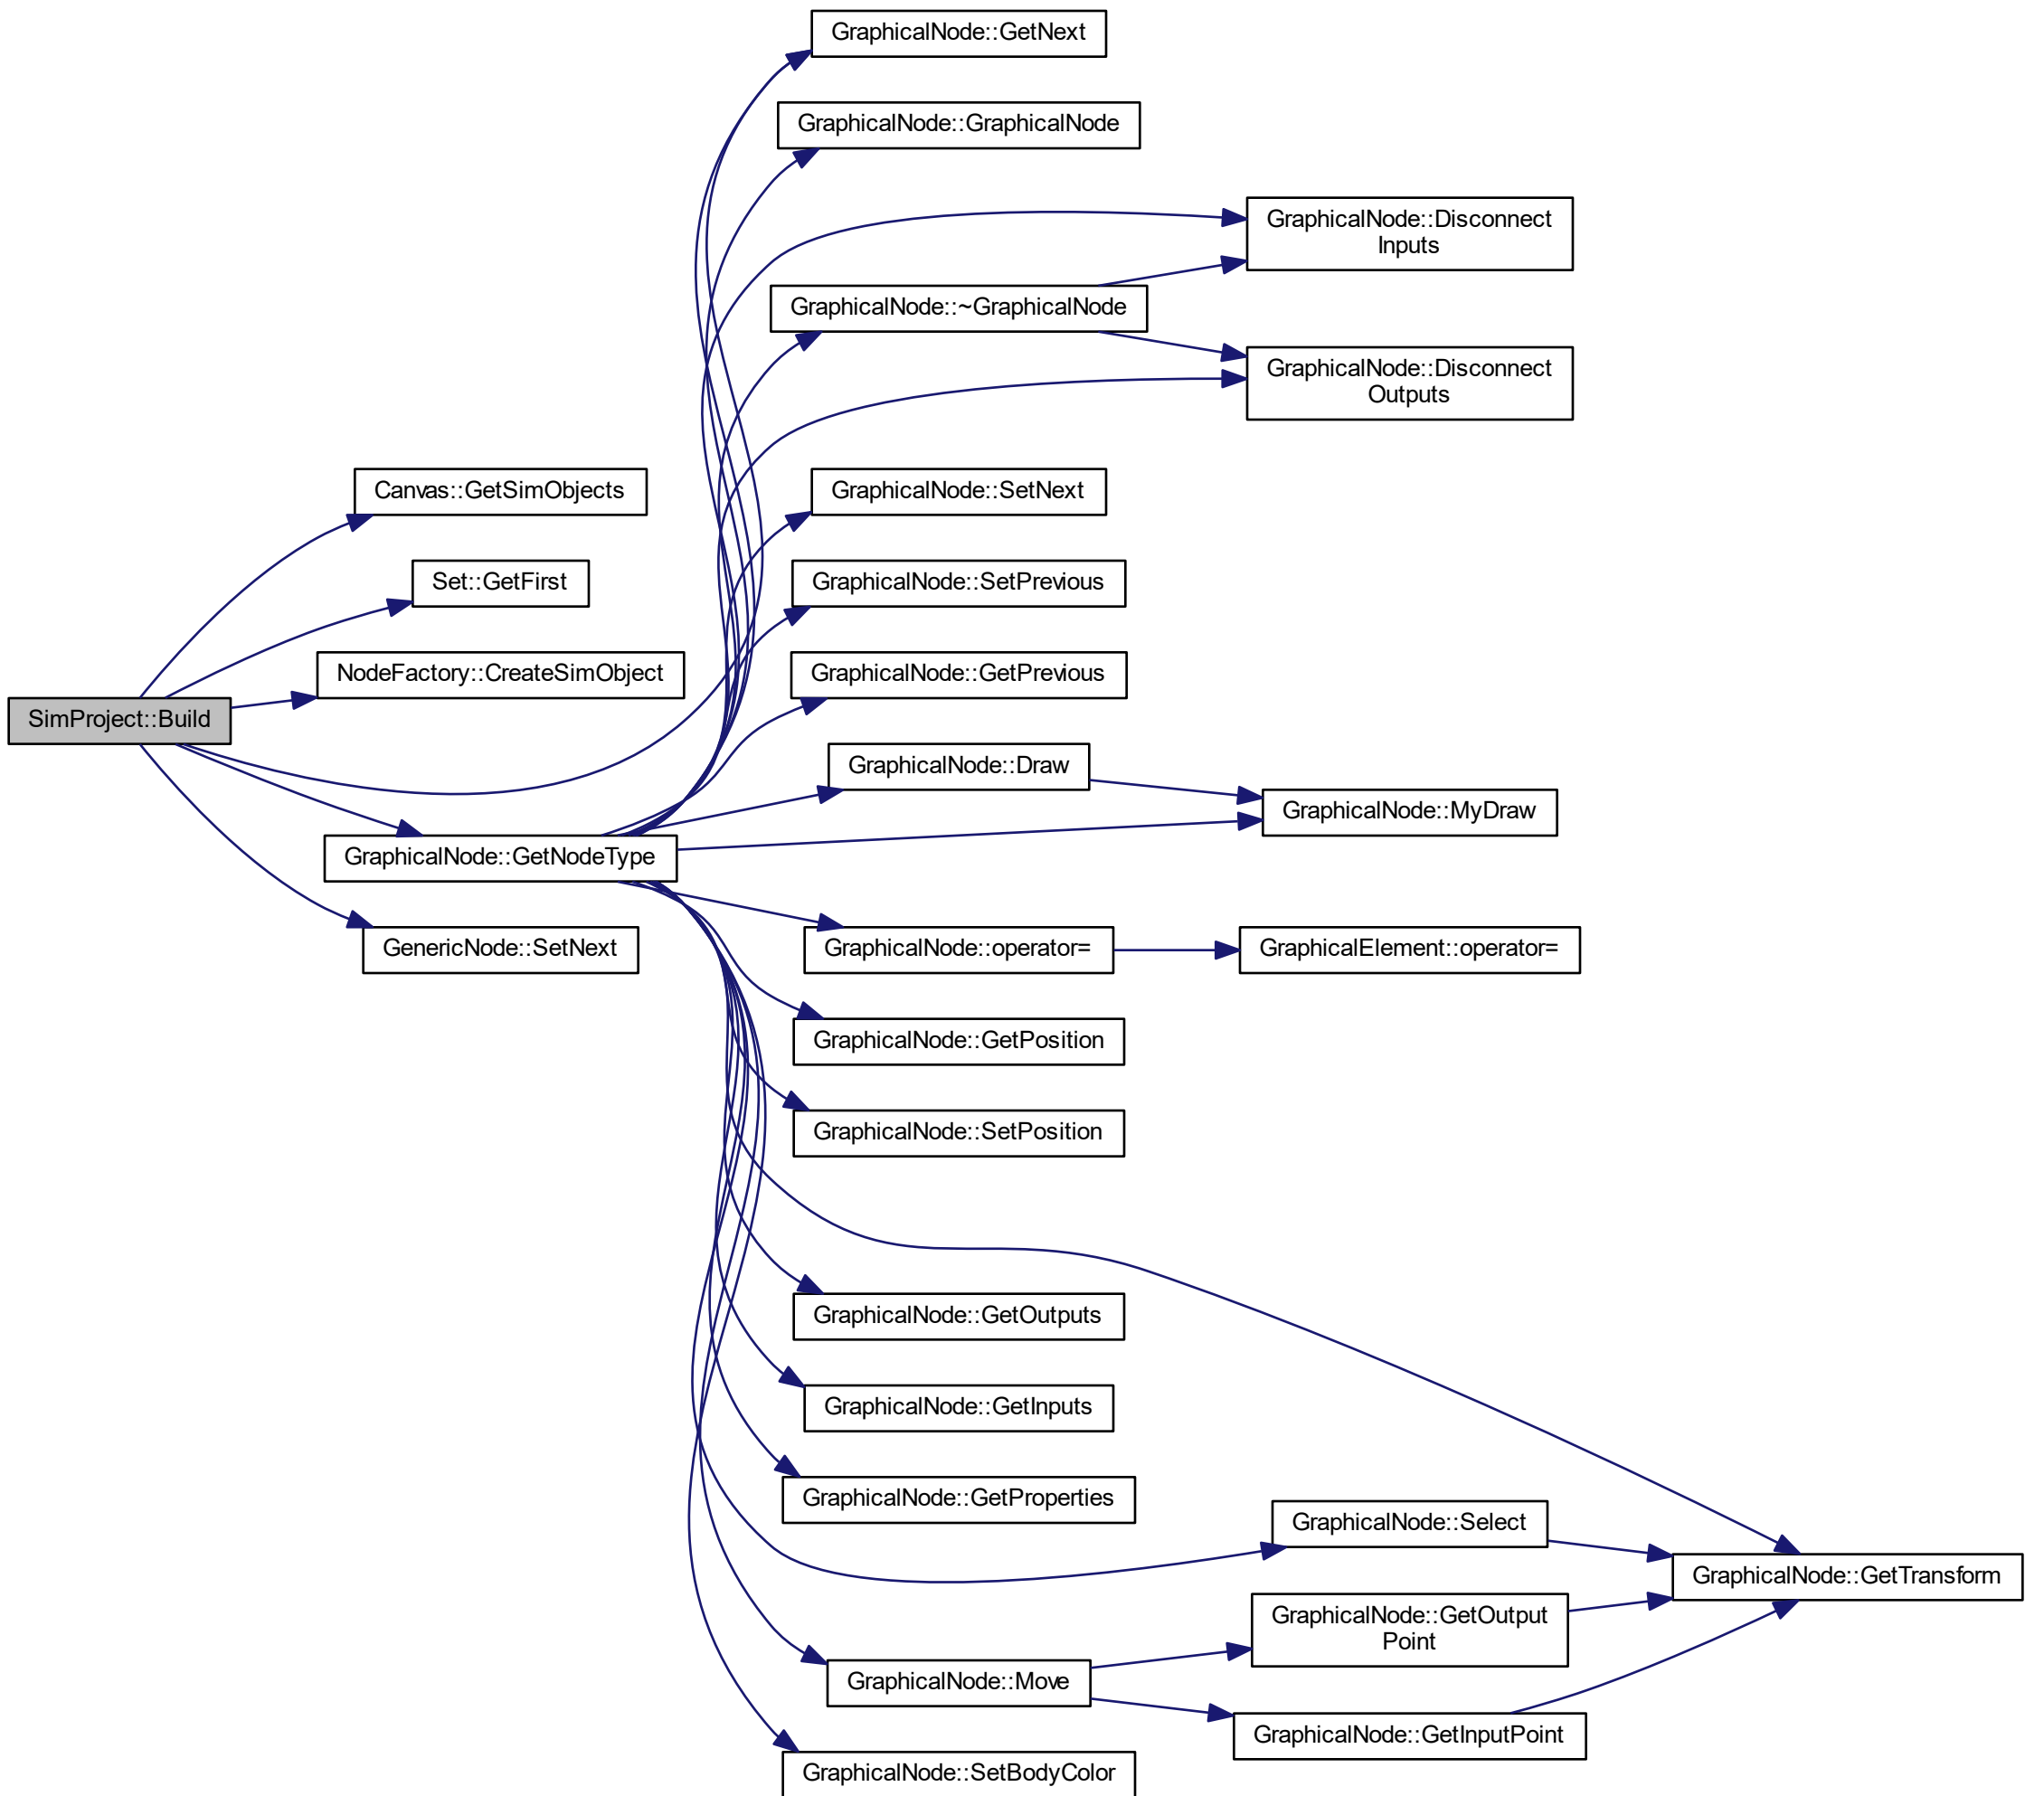 GraphicalNode::GetNext
GraphicalNode::GraphicalNode
GraphicalNode::Disconnect
Inputs
GraphicalNode::~GraphicalNode
GraphicalNode::Disconnect
Outputs
Canvas::GetSimObjects
GraphicalNode::SetNext
Set::GetFirst
GraphicalNode::SetPrevious
NodeFactory::CreateSimObject
GraphicalNode::GetPrevious
SimProject::Build
GraphicalNode::Draw
GraphicalNode::MyDraw
GraphicalNode::GetNodeType
GenericNode::SetNext
GraphicalNode::operator=
GraphicalElement::operator=
GraphicalNode::GetPosition
GraphicalNode::SetPosition
GraphicalNode::GetOutputs
GraphicalNode::GetInputs
GraphicalNode::GetProperties
GraphicalNode::Select
GraphicalNode::GetTransform
GraphicalNode::GetOutput
Point
GraphicalNode::Move
GraphicalNode::GetInputPoint
GraphicalNode::SetBodyColor